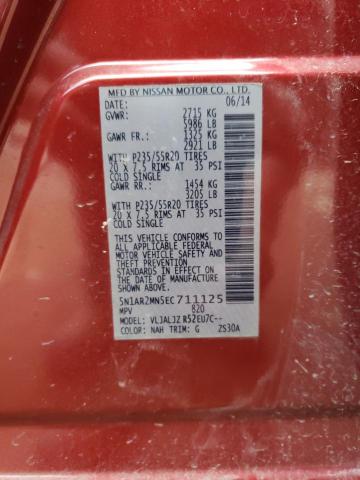 MFD BY NISSAN MOTOR CO., LTD.
DATE: 06/14
GVWR: 2715 KG
5986 LB
GAWR FR.: 1325 KG
2921 LB
WITH P235/55R20 TIRES
20 X 7.5 RIMS AT 35 PSI
COLD SINGLE
GAWR RR.: 1454 KG
3205 LB
WITH P235/55R20 TIRES
20 X 7.5 RIMS AT 35 PSI
COLD SINGLE
THIS VEHICLE CONFORMS TO
ALL APPLICABLE FEDERAL
MOTOR VEHICLE SAFETY
AND THEFT PREVENTION
STANDARDS IN EFFECT ON
THE DATE OF MANUFACTURE
SHOWN ABOVE.
5N1AR2MN5EC711125
MPV 820
MODEL: VLJALJZ R52EU7C--
COLOR: NAH TRIM: G ZS30A